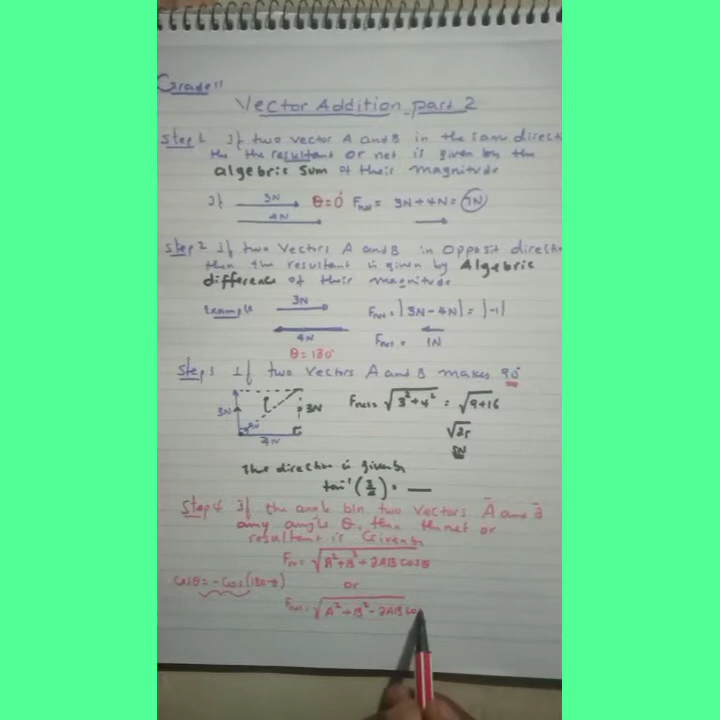 Grade 11
Vector Addition part 2
Step 1 If two vector A and B in the same direct
the the resultant or net is given by the
algebric sum of their magnitude
If 3N θ=0° Fnet = 3N+4N= 7N
4N
Step 2 If two Vectors A and B in Opposit direct
then the resultant is given by Algebric
difference of their magnitude
Example 3N Fnet = |3N-4N| = |-1|
4N Fnet = 1N
θ = 180°
Step 3 If two Vectors A and B makes 90°
3N 90° 3N Fnet = √3²+4² = √9+16
4N √25
5N
The direction is given by
tan⁻¹(3/4) =
Step 4 If the angle btn two Vectors A and B
any angle θ, then the net or
resultant is Given by
Fnet = √A²+B²+2AB cosθ
cosθ = -cos(180-θ) or
Fnet = √A²+B²-2AB co